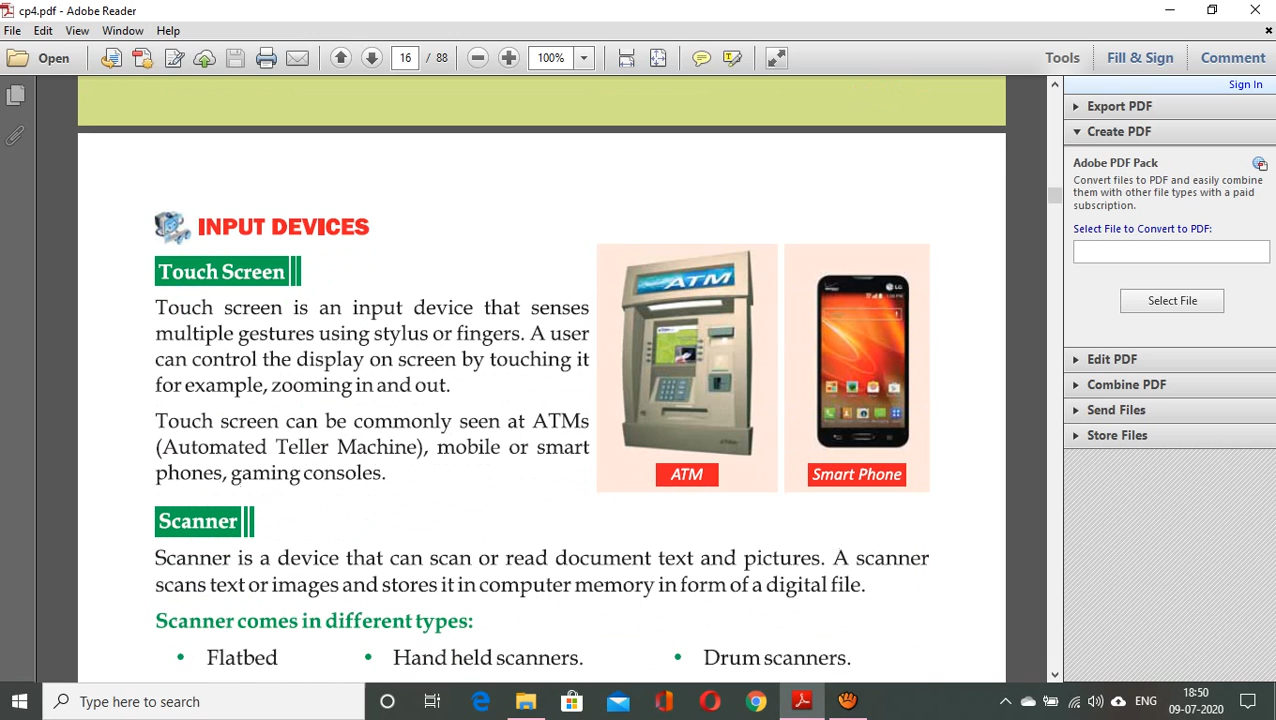 cp4.pdf - Adobe Reader
File Edit View Window Help
Open 16 / 88 100% Tools Fill & Sign Comment
Sign In
Export PDF
Create PDF
Adobe PDF Pack
Convert files to PDF and easily combine
them with other file types with a paid
subscription.
Select File to Convert to PDF:
Select File
Edit PDF
Combine PDF
Send Files
Store Files
INPUT DEVICES
Touch Screen
Touch screen is an input device that senses
multiple gestures using stylus or fingers. A user
can control the display on screen by touching it
for example, zooming in and out.
Touch screen can be commonly seen at ATMs
(Automated Teller Machine), mobile or smart
phones, gaming consoles.
ATM
LG
ATM
Smart Phone
Scanner
Scanner is a device that can scan or read document text and pictures. A scanner
scans text or images and stores it in computer memory in form of a digital file.
Scanner comes in different types:
• Flatbed • Hand held scanners. • Drum scanners.
Type here to search
ENG
18:50
09-07-2020